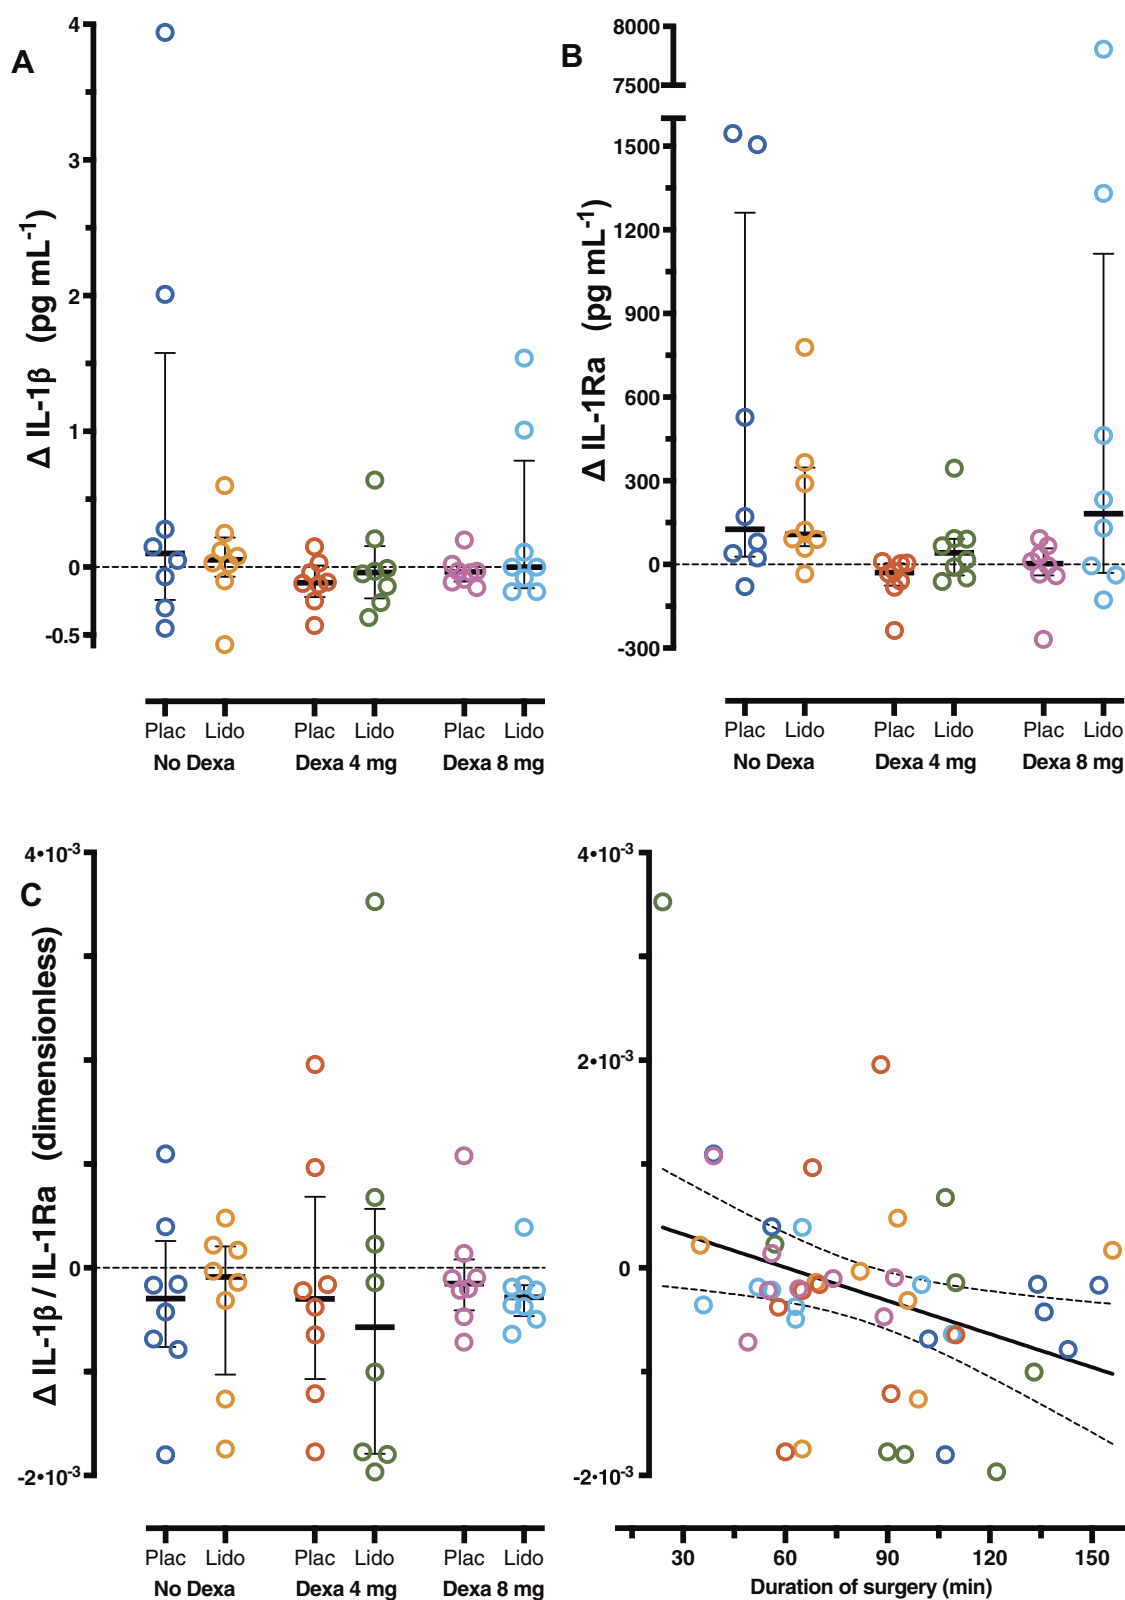 A
Δ IL-1β (pg mL-1)
4
3
2
1
0
-0.5
Plac Lido Plac Lido Plac Lido
No Dexa Dexa 4 mg Dexa 8 mg
B
Δ IL-1Ra (pg mL-1)
8000
7500
1500
1200
900
600
300
0
-300
Plac Lido Plac Lido Plac Lido
No Dexa Dexa 4 mg Dexa 8 mg
C
Δ IL-1β / IL-1Ra (dimensionless)
4•10-3
0
-2•10-3
Plac Lido Plac Lido Plac Lido
No Dexa Dexa 4 mg Dexa 8 mg
4•10-3
2•10-3
0
-2•10-3
30 60 90 120 150
Duration of surgery (min)